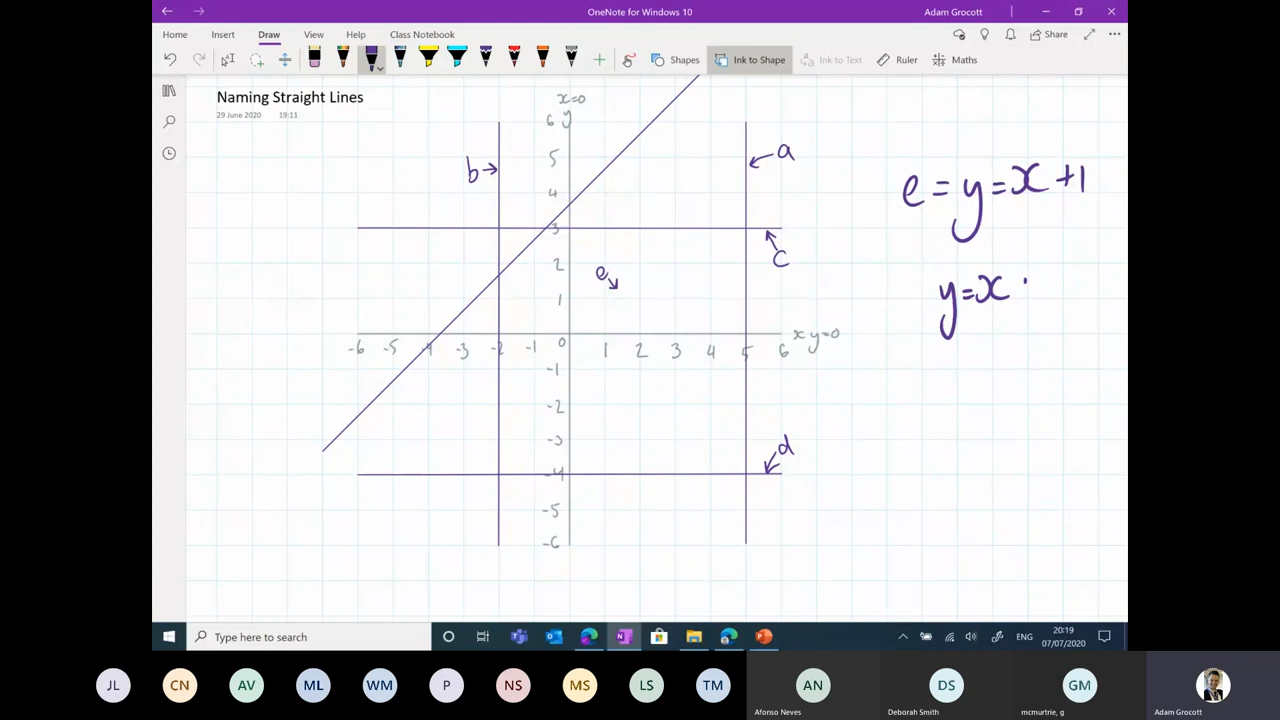 OneNote for Windows 10
Adam Grocott
Home Insert Draw View Help Class Notebook
Share
Shapes Ink to Shape Ink to Text Ruler Maths
Naming Straight Lines
29 June 2020 19:11
x=0
6 y
5
4
3
2
1
b
a
c
e
d
e = y = x + 1
y = x
x y=0
-6 -5 -4 -3 -2 -1 0 1 2 3 4 5 6
-1
-2
-3
-4
-5
-6
Type here to search
ENG
20:19
07/07/2020
JL CN AV ML WM P NS MS LS TM AN DS GM
Afonso Neves Deborah Smith mcmurtrie, g Adam Grocott